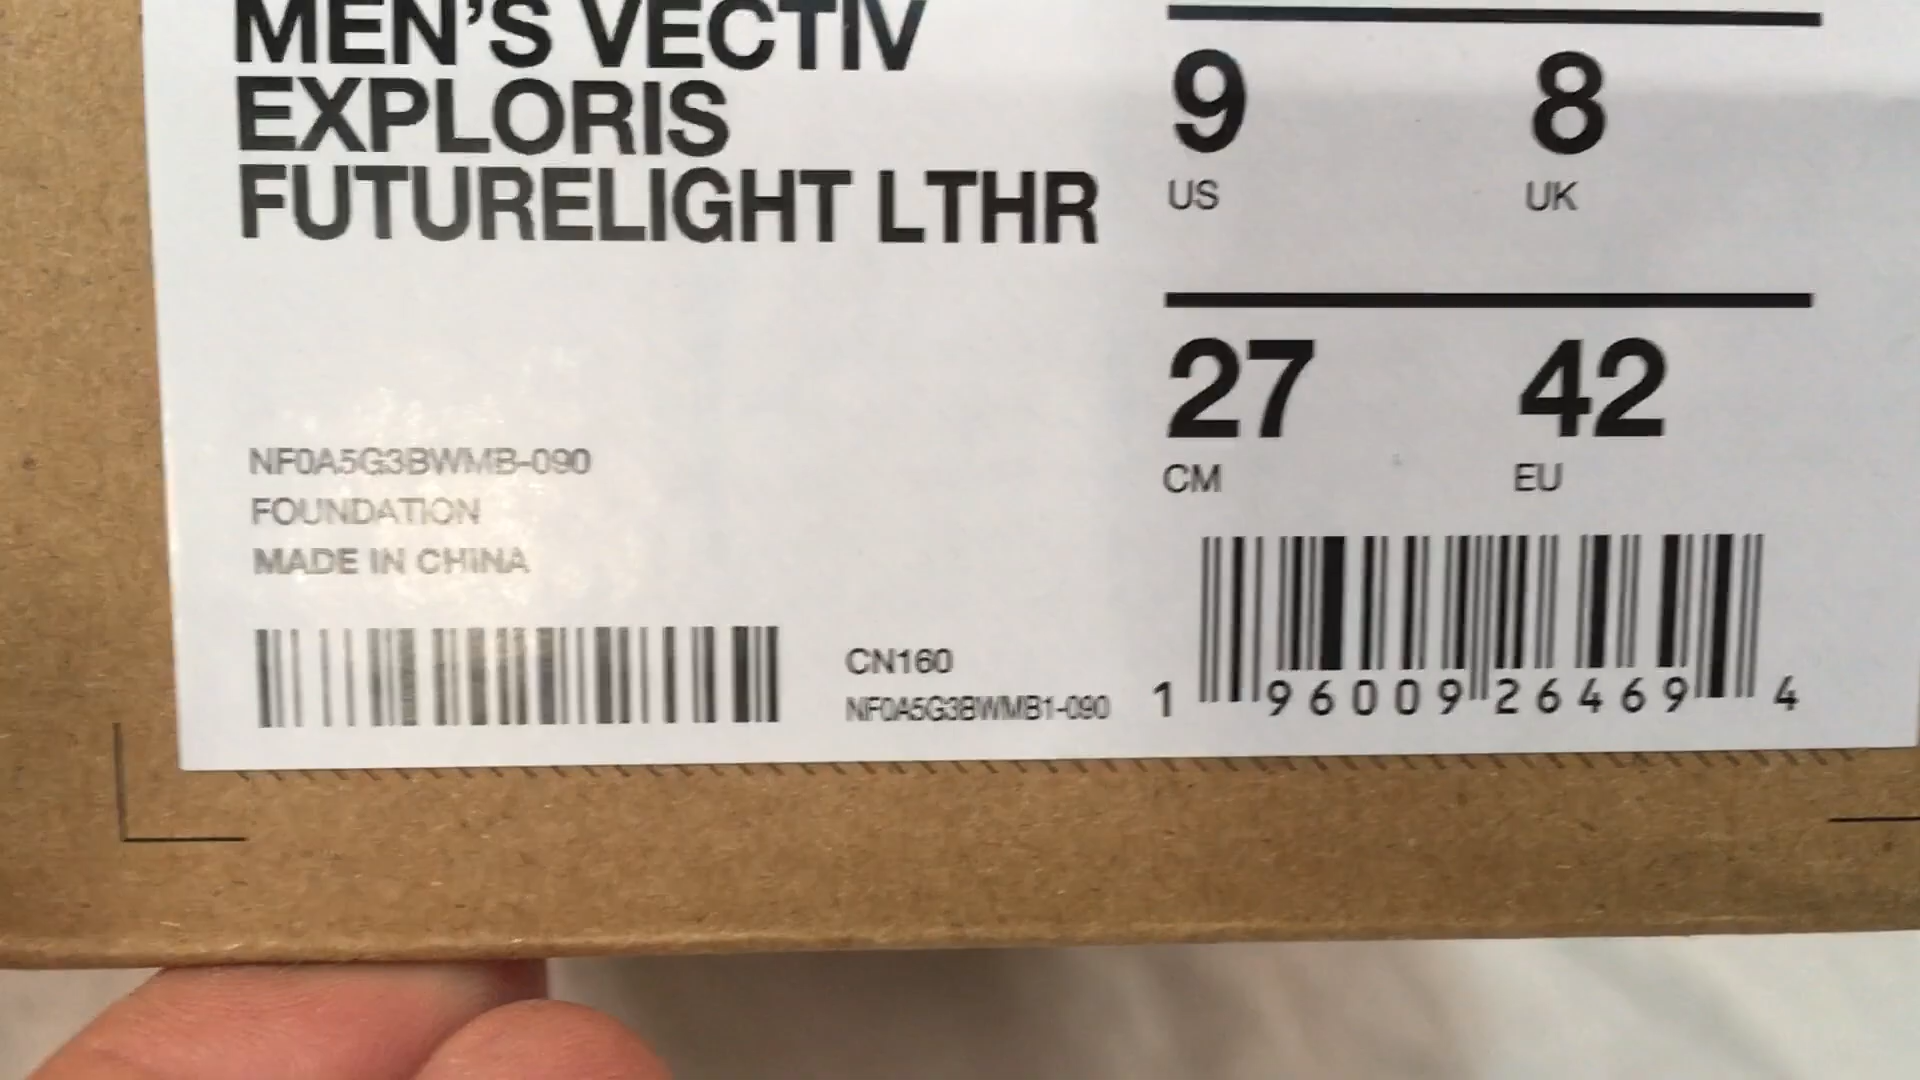 MEN'S VECTIV
EXPLORIS
FUTURELIGHT LTHR
9 8
US UK
27 42
CM EU
NF0A5G3BWMB-090
FOUNDATION
MADE IN CHINA
CN160
NF0A5G3BWMB1-090
1 96009 26469 4